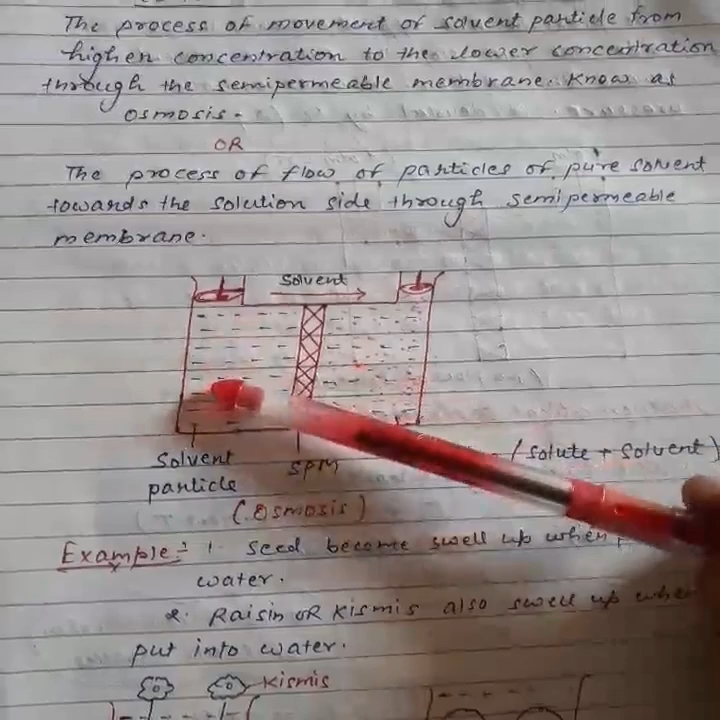 The process of movement of solvent particle from
higher concentration to the lower concentration
through the semipermeable membrane. Know as
osmosis.
OR
The process of flow of particles of pure solvent
towards the solution side through semipermeable
membrane.
Solvent
(solute + solvent)
Solvent SPM
particle
(Osmosis)
Example:- 1. Seed become swell up when
water.
2. Raisin OR Kismis also swell up
put into water.
Kismis